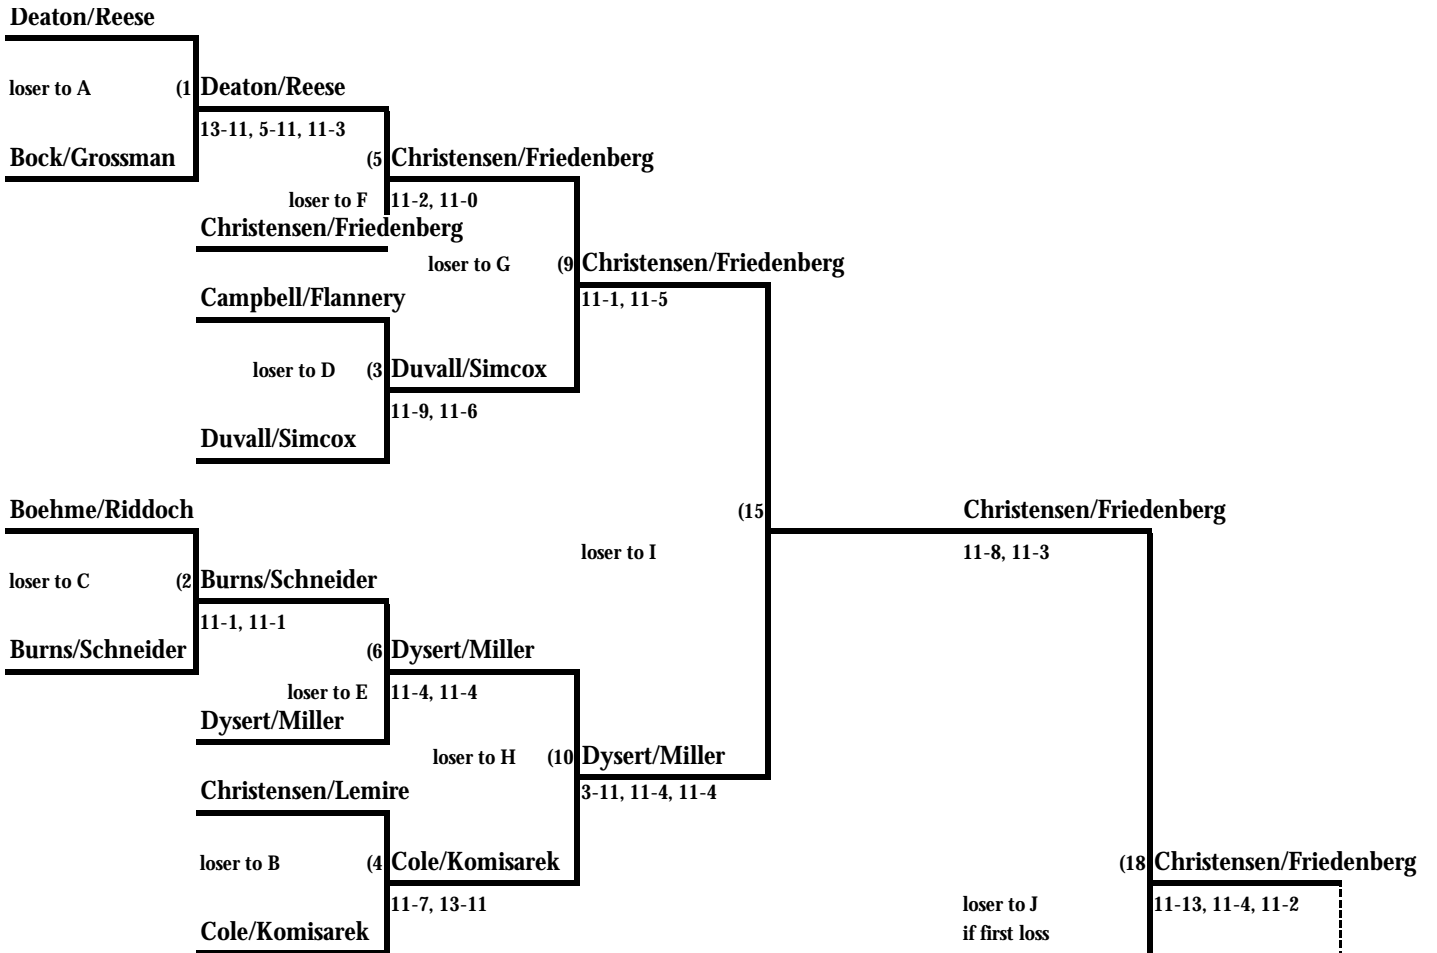 Deaton/Reese
loser to A (1 Deaton/Reese
13-11, 5-11, 11-3
Bock/Grossman (5 Christensen/Friedenberg
loser to F 11-2, 11-0
Christensen/Friedenberg
loser to G (9 Christensen/Friedenberg
Campbell/Flannery 11-1, 11-5
loser to D (3 Duvall/Simcox
11-9, 11-6
Duvall/Simcox
Boehme/Riddoch (15 Christensen/Friedenberg
loser to I 11-8, 11-3
loser to C (2 Burns/Schneider
11-1, 11-1
Burns/Schneider (6 Dysert/Miller
loser to E 11-4, 11-4
Dysert/Miller
loser to H (10 Dysert/Miller
Christensen/Lemire 3-11, 11-4, 11-4
loser to B (4 Cole/Komisarek (18 Christensen/Friedenberg
11-7, 13-11 loser to J 11-13, 11-4, 11-2
Cole/Komisarek if first loss